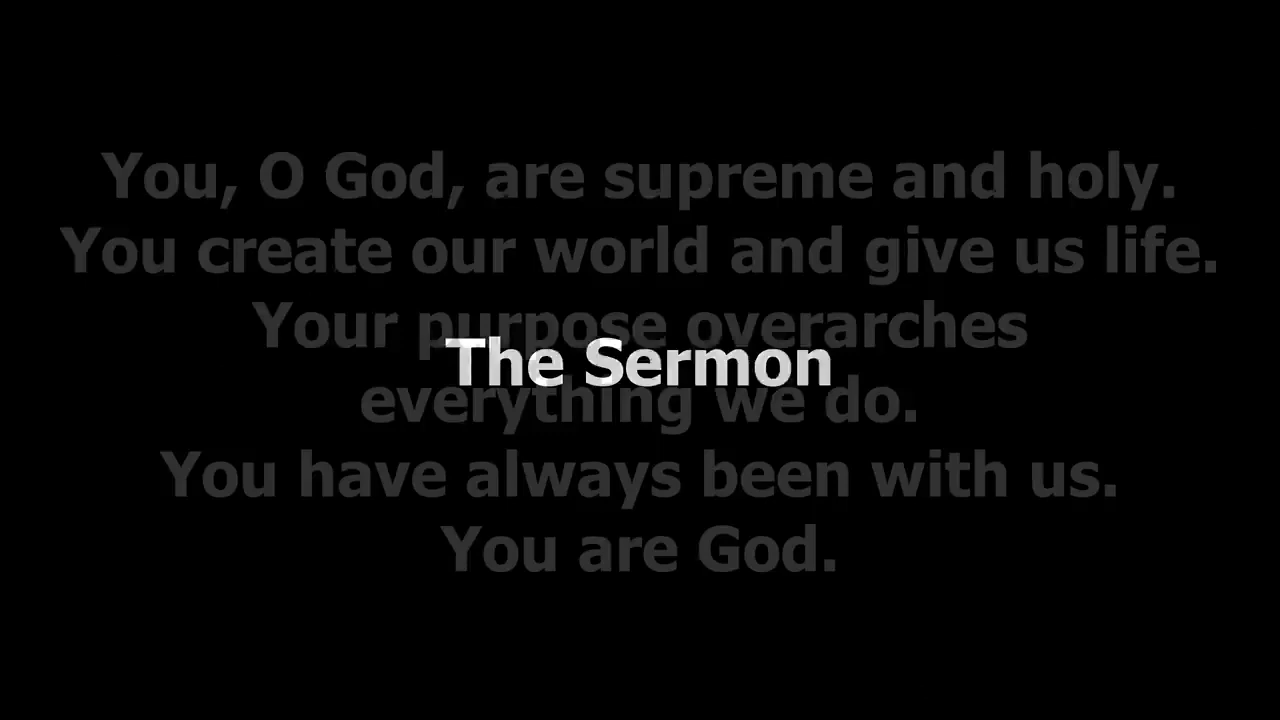 You, O God, are supreme and holy.
You create our world and give us life.
Your purpose overarches
The Sermon
everything we do.
You have always been with us.
You are God.